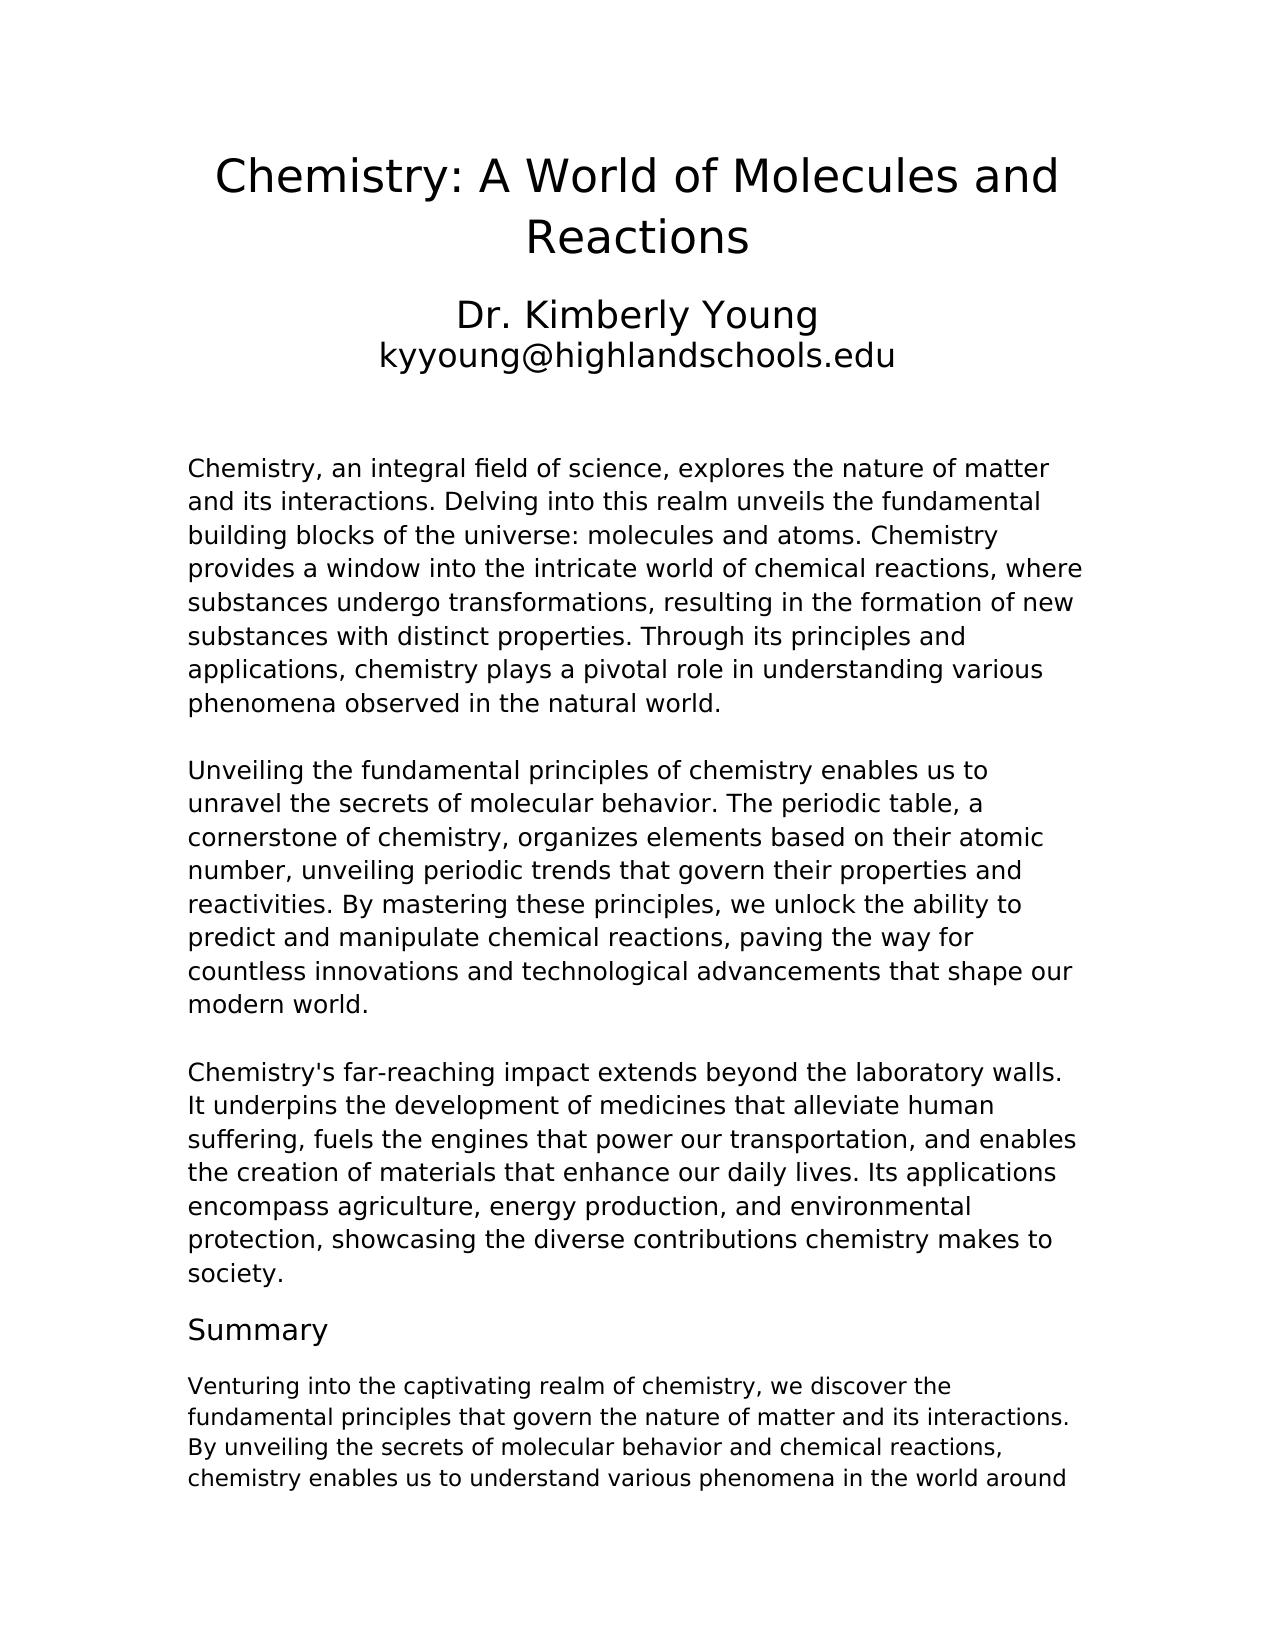 Chemistry: A World of Molecules and
Reactions
Dr. Kimberly Young
kyyoung@highlandschools.edu
Chemistry, an integral field of science, explores the nature of matter
and its interactions. Delving into this realm unveils the fundamental
building blocks of the universe: molecules and atoms. Chemistry
provides a window into the intricate world of chemical reactions, where
substances undergo transformations, resulting in the formation of new
substances with distinct properties. Through its principles and
applications, chemistry plays a pivotal role in understanding various
phenomena observed in the natural world.
Unveiling the fundamental principles of chemistry enables us to
unravel the secrets of molecular behavior. The periodic table, a
cornerstone of chemistry, organizes elements based on their atomic
number, unveiling periodic trends that govern their properties and
reactivities. By mastering these principles, we unlock the ability to
predict and manipulate chemical reactions, paving the way for
countless innovations and technological advancements that shape our
modern world.
Chemistry's far-reaching impact extends beyond the laboratory walls.
It underpins the development of medicines that alleviate human
suffering, fuels the engines that power our transportation, and enables
the creation of materials that enhance our daily lives. Its applications
encompass agriculture, energy production, and environmental
protection, showcasing the diverse contributions chemistry makes to
society.
Summary
Venturing into the captivating realm of chemistry, we discover the
fundamental principles that govern the nature of matter and its interactions.
By unveiling the secrets of molecular behavior and chemical reactions,
chemistry enables us to understand various phenomena in the world around